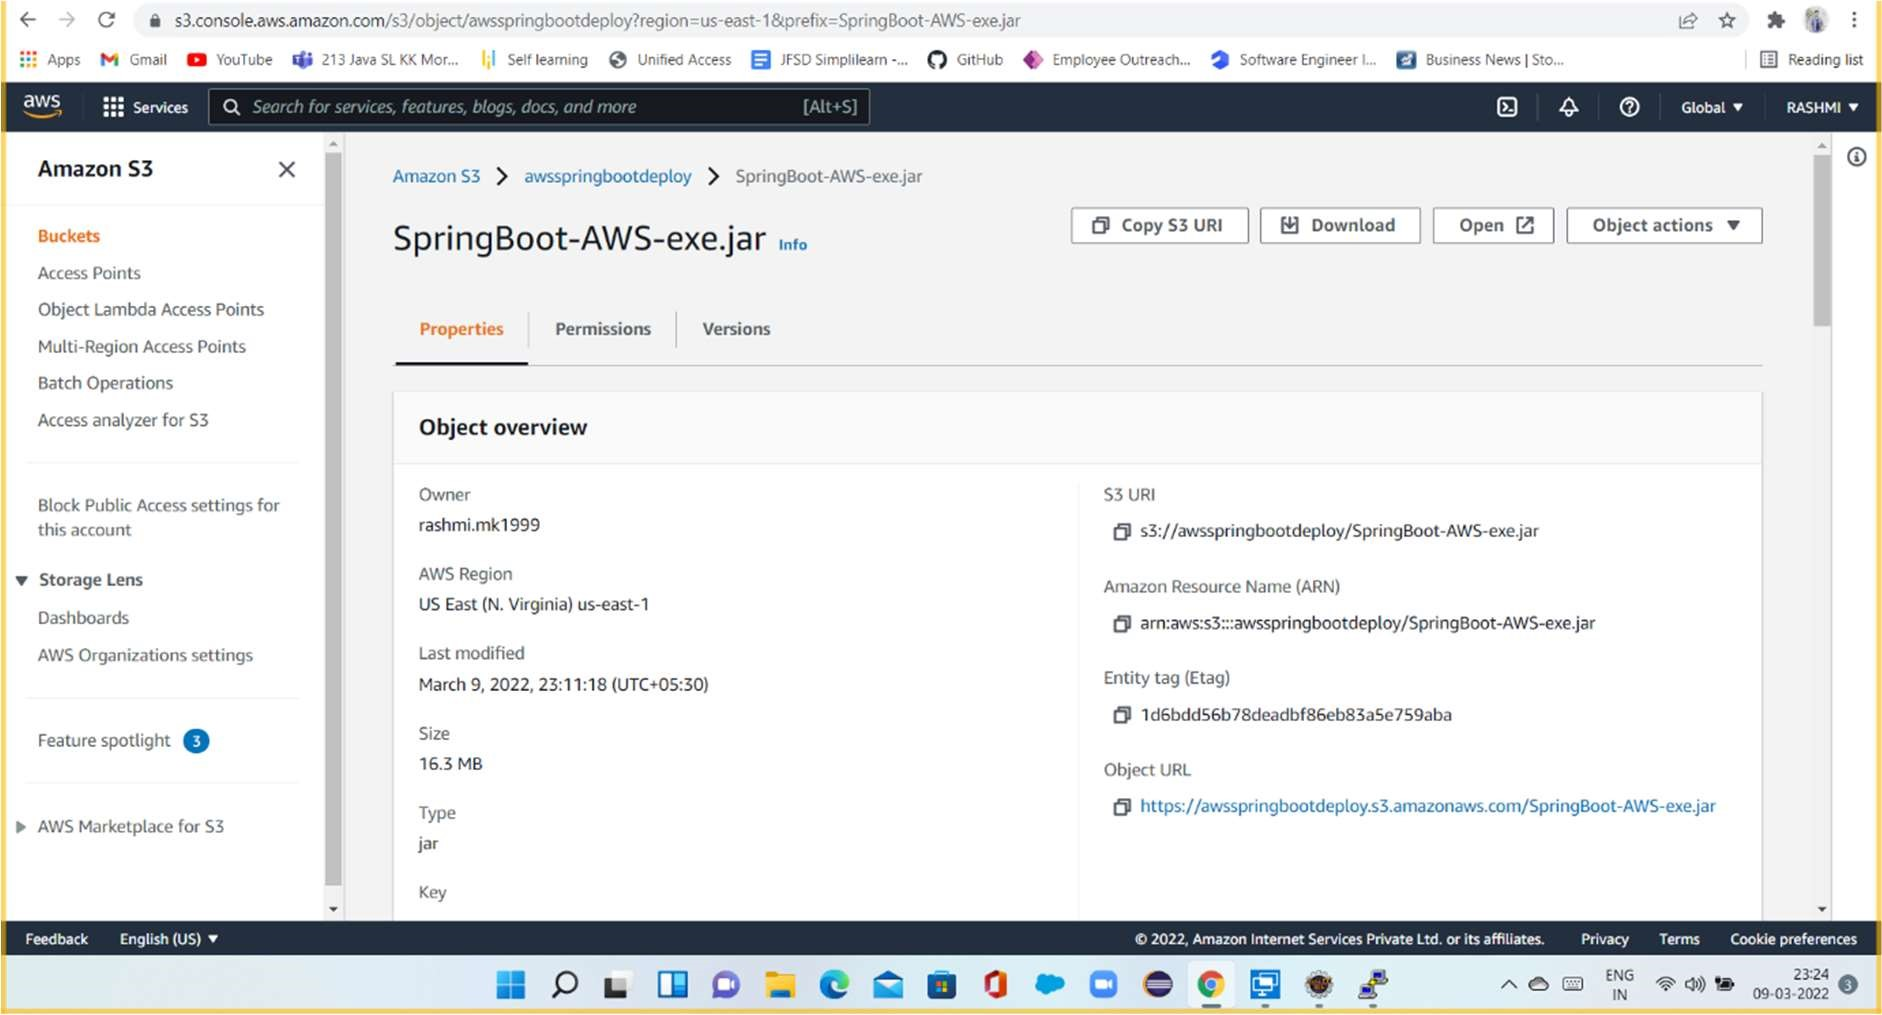 s3.console.aws.amazon.com/s3/object/awsspringbootdeploy?region=us-east-1&prefix=SpringBoot-AWS-exe.jar
Apps Gmail YouTube 213 Java SL KK Mor... Self learning Unified Access JFSD Simplilearn -... GitHub Employee Outreach... Software Engineer I... Business News | Sto... Reading list
aws Services Search for services, features, blogs, docs, and more [Alt+S] Global RASHMI
Amazon S3
Buckets
Access Points
Object Lambda Access Points
Multi-Region Access Points
Batch Operations
Access analyzer for S3
Block Public Access settings for
this account
Storage Lens
Dashboards
AWS Organizations settings
Feature spotlight 3
AWS Marketplace for S3
Amazon S3 > awsspringbootdeploy > SpringBoot-AWS-exe.jar
SpringBoot-AWS-exe.jar Info
Copy S3 URI Download Open Object actions
Properties Permissions Versions
Object overview
Owner
rashmi.mk1999
AWS Region
US East (N. Virginia) us-east-1
Last modified
March 9, 2022, 23:11:18 (UTC+05:30)
Size
16.3 MB
Type
jar
Key
S3 URI
s3://awsspringbootdeploy/SpringBoot-AWS-exe.jar
Amazon Resource Name (ARN)
arn:aws:s3:::awsspringbootdeploy/SpringBoot-AWS-exe.jar
Entity tag (Etag)
1d6bdd56b78deadbf86eb83a5e759aba
Object URL
https://awsspringbootdeploy.s3.amazonaws.com/SpringBoot-AWS-exe.jar
Feedback English (US) © 2022, Amazon Internet Services Private Ltd. or its affiliates. Privacy Terms Cookie preferences
ENG
IN
23:24
09-03-2022
3